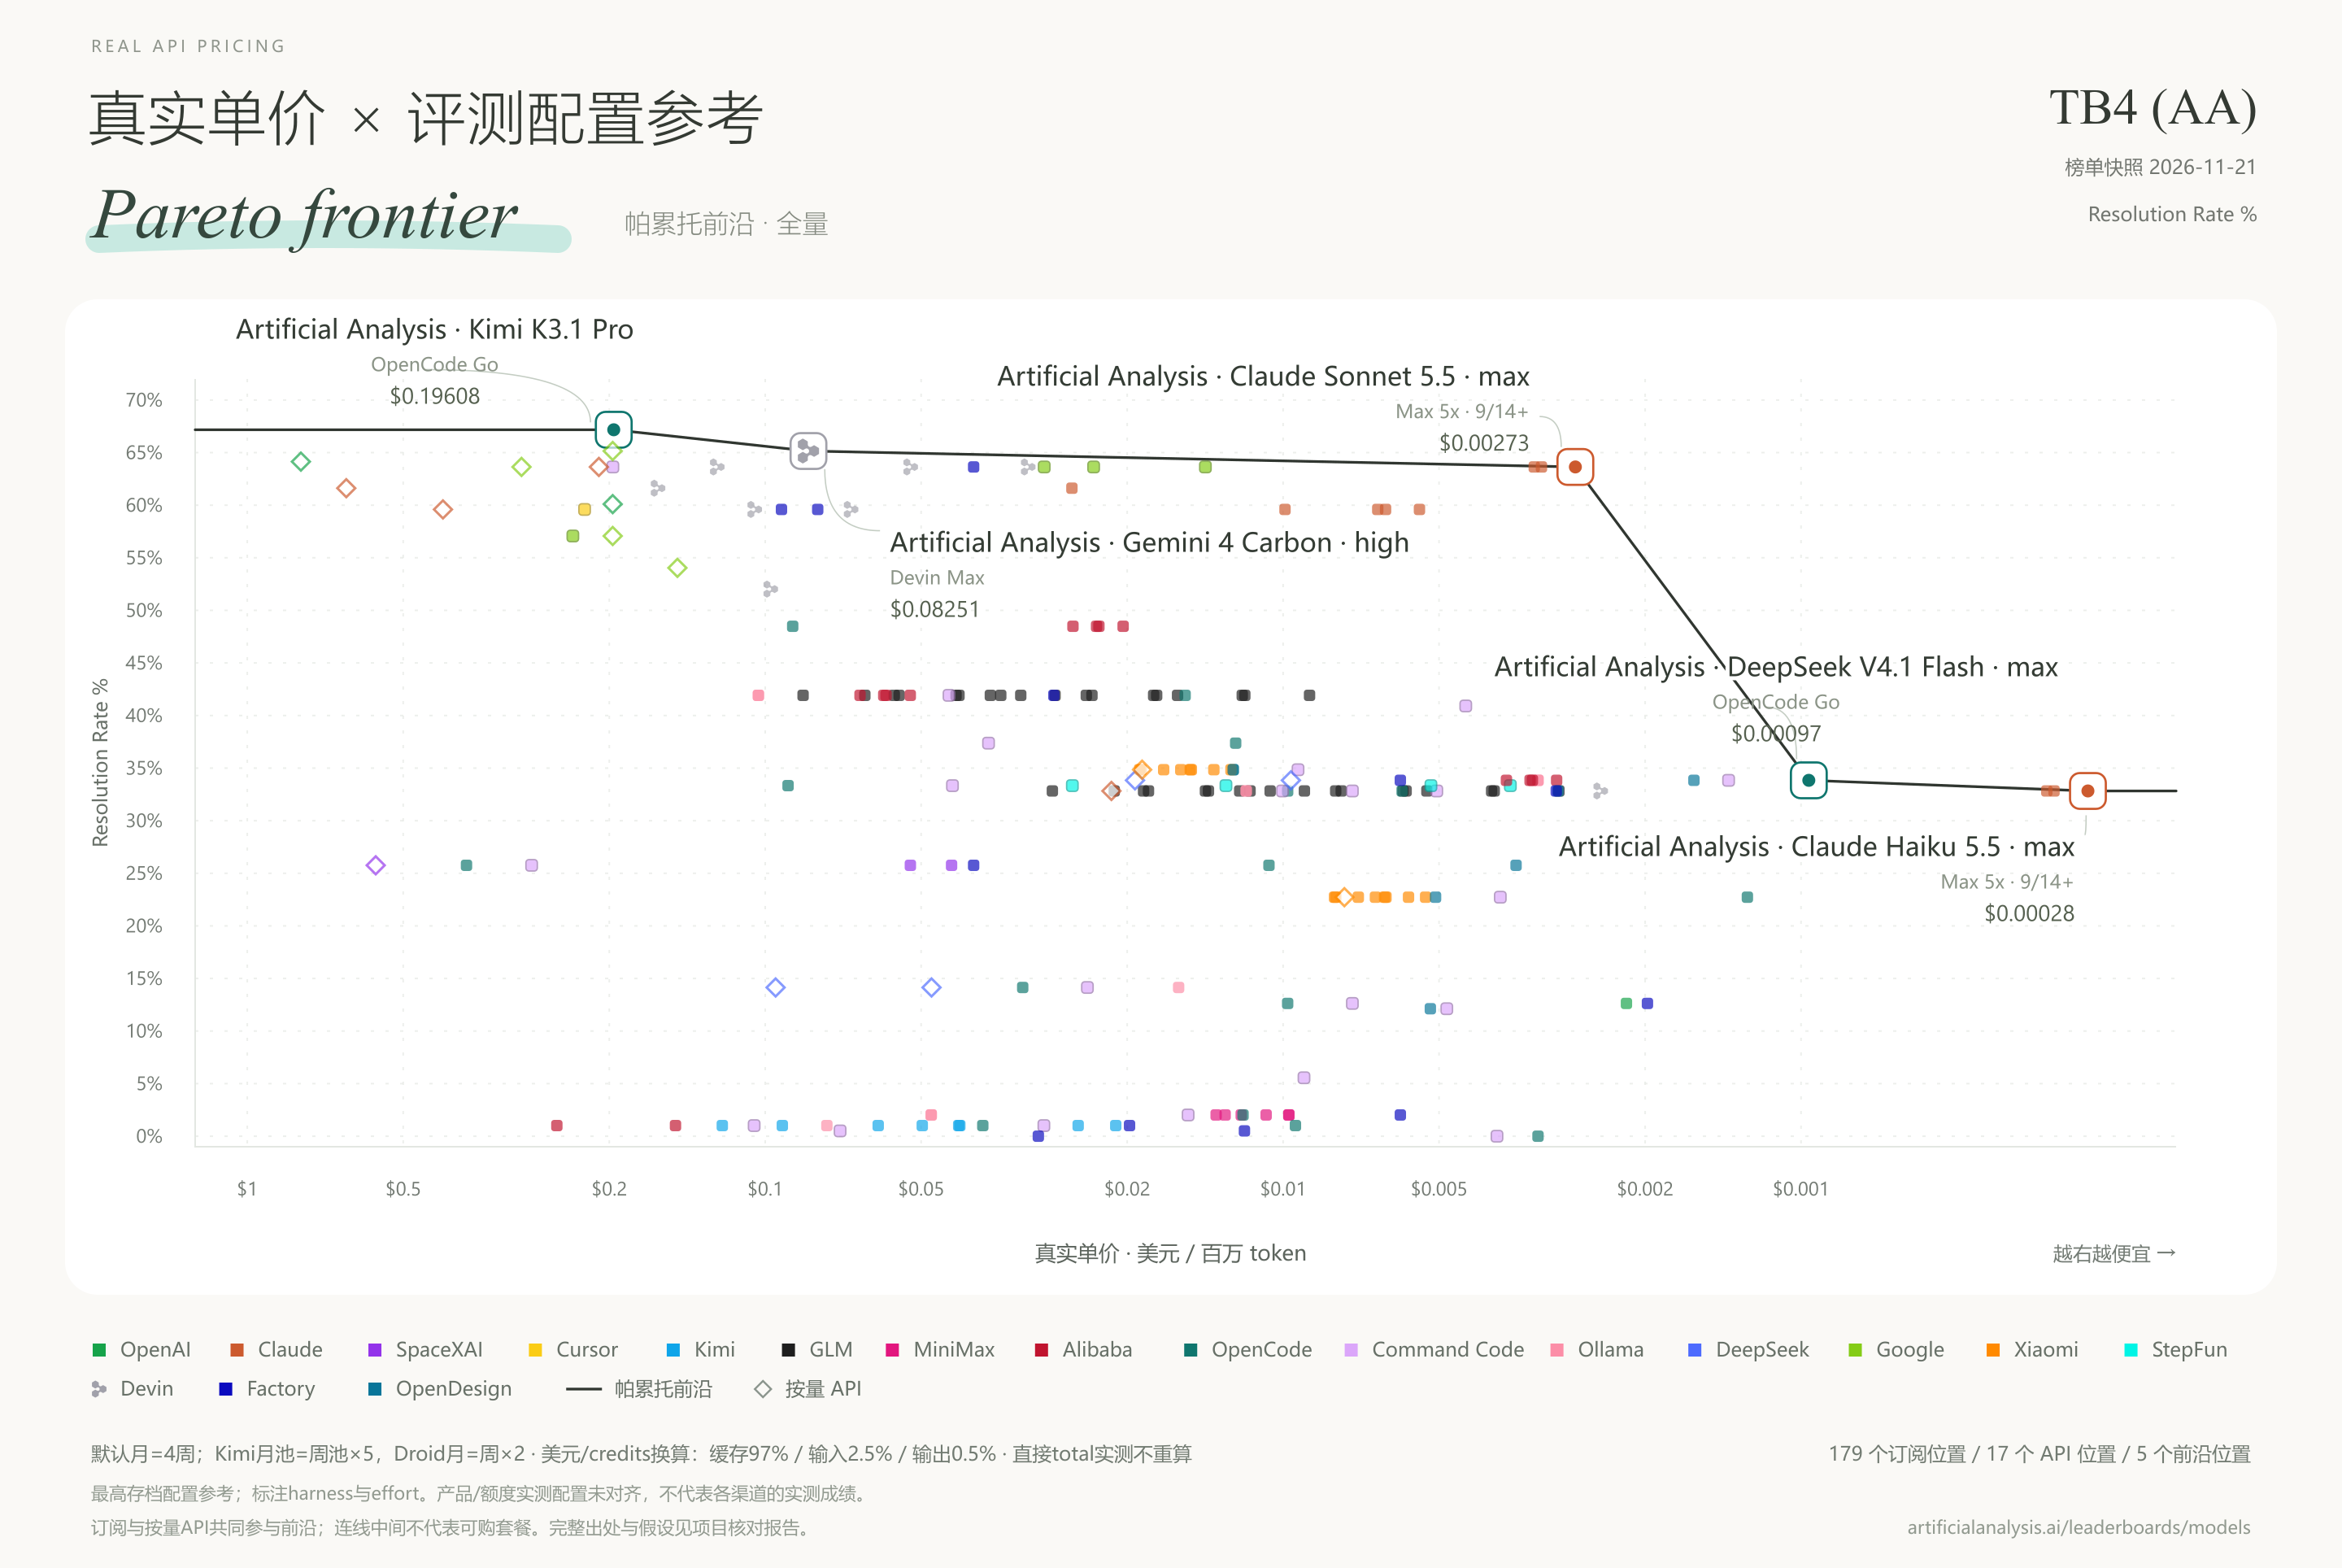 REAL API PRICING
真实单价 × 评测配置参考
Pareto frontier
帕累托前沿 · 全量
TB4 (AA)
榜单快照 2026-11-21
Resolution Rate %
Artificial Analysis · Kimi K3.1 Pro
OpenCode Go
$0.19608
Artificial Analysis · Claude Sonnet 5.5 · max
Max 5x · 9/14+
$0.00273
Artificial Analysis · Gemini 4 Carbon · high
Devin Max
$0.08251
Artificial Analysis · DeepSeek V4.1 Flash · max
OpenCode Go
$0.00097
Artificial Analysis · Claude Haiku 5.5 · max
Max 5x · 9/14+
$0.00028
Resolution Rate %
70%
65%
60%
55%
50%
45%
40%
35%
30%
25%
20%
15%
10%
5%
0%
$1 $0.5 $0.2 $0.1 $0.05 $0.02 $0.01 $0.005 $0.002 $0.001
真实单价 · 美元 / 百万 token
越右越便宜 →
OpenAI Claude SpaceXAI Cursor Kimi GLM MiniMax Alibaba OpenCode Command Code Ollama DeepSeek Google Xiaomi StepFun
Devin Factory OpenDesign 帕累托前沿 按量 API
默认月=4周；Kimi月池=周池×5，Droid月=周×2 · 美元/credits换算：缓存97% / 输入2.5% / 输出0.5% · 直接total实测不重算
179 个订阅位置 / 17 个 API 位置 / 5 个前沿位置
最高存档配置参考；标注harness与effort。产品/额度实测配置未对齐，不代表各渠道的实测成绩。
订阅与按量API共同参与前沿；连线中间不代表可购套餐。完整出处与假设见项目核对报告。
artificialanalysis.ai/leaderboards/models